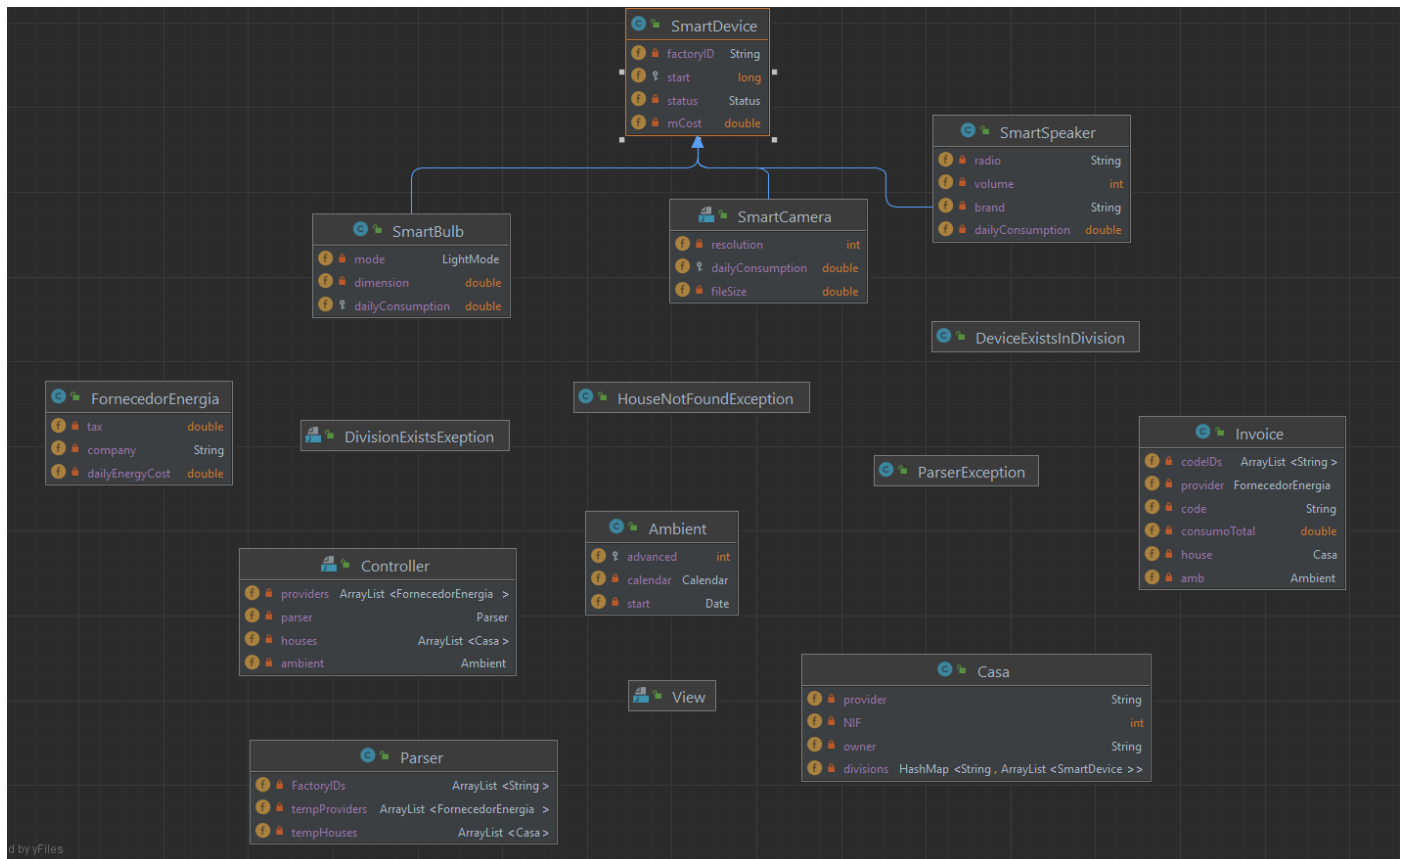 SmartDevice
factoryID String
start long
status Status
mCost double
SmartSpeaker
radio String
volume int
brand String
dailyConsumption double
SmartBulb
mode LightMode
dimension double
dailyConsumption double
SmartCamera
resolution int
dailyConsumption double
fileSize double
DeviceExistsInDivision
FornecedorEnergia
tax double
company String
dailyEnergyCost double
HouseNotFoundException
DivisionExistsExeption
ParserException
Invoice
codeIDs ArrayList <String>
provider FornecedorEnergia
code String
consumoTotal double
house Casa
amb Ambient
Ambient
advanced int
calendar Calendar
start Date
Controller
providers ArrayList <FornecedorEnergia >
parser Parser
houses ArrayList <Casa>
ambient Ambient
View
Casa
provider String
NIF int
owner String
divisions HashMap <String, ArrayList <SmartDevice >>
Parser
FactoryIDs ArrayList <String>
tempProviders ArrayList <FornecedorEnergia >
tempHouses ArrayList <Casa>
d by yFiles